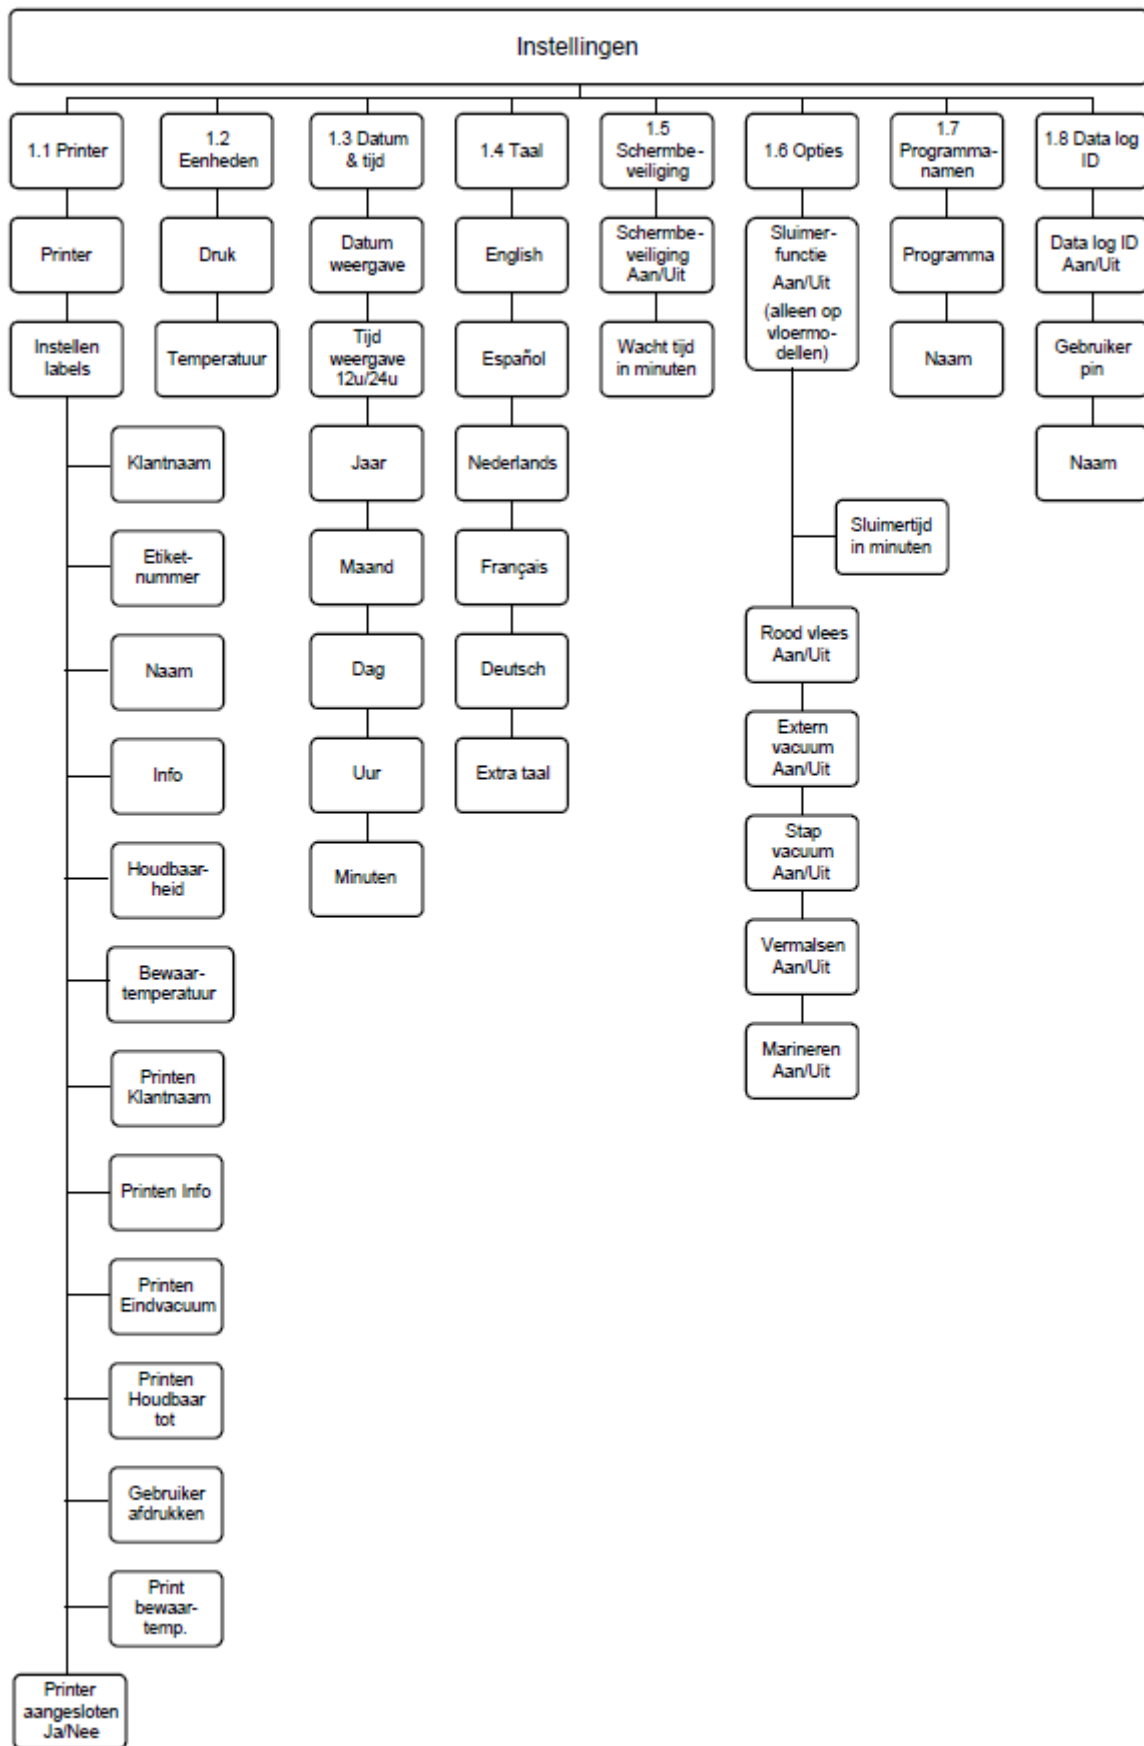 Instellingen
1.1 Printer
Printer
Instellen
labels
Klantnaam
Etiket-
nummer
Naam
Info
Houdbaar-
heid
Bewaar-
temperatuur
Printen
Klantnaam
Printen Info
Printen
Eindvacuum
Printen
Houdbaar
tot
Gebruiker
afdrukken
Print
bewaar-
temp.
Printer
aangesloten
Ja/Nee
1.2
Eenheden
Druk
Temperatuur
1.3 Datum
& tijd
Datum
weergave
Tijd
weergave
12u/24u
Jaar
Maand
Dag
Uur
Minuten
1.4 Taal
English
Español
Nederlands
Français
Deutsch
Extra taal
1.5
Schermbe-
veiliging
Schermbe-
veiliging
Aan/Uit
Wacht tijd
in minuten
1.6 Opties
Sluimer-
functie
Aan/Uit
(alleen op
vloermo-
dellen)
Sluimertijd
in minuten
Rood vlees
Aan/Uit
Extern
vacuum
Aan/Uit
Stap
vacuum
Aan/Uit
Vermalsen
Aan/Uit
Marineren
Aan/Uit
1.7
Programma-
namen
Programma
Naam
1.8 Data log
ID
Data log ID
Aan/Uit
Gebruiker
pin
Naam